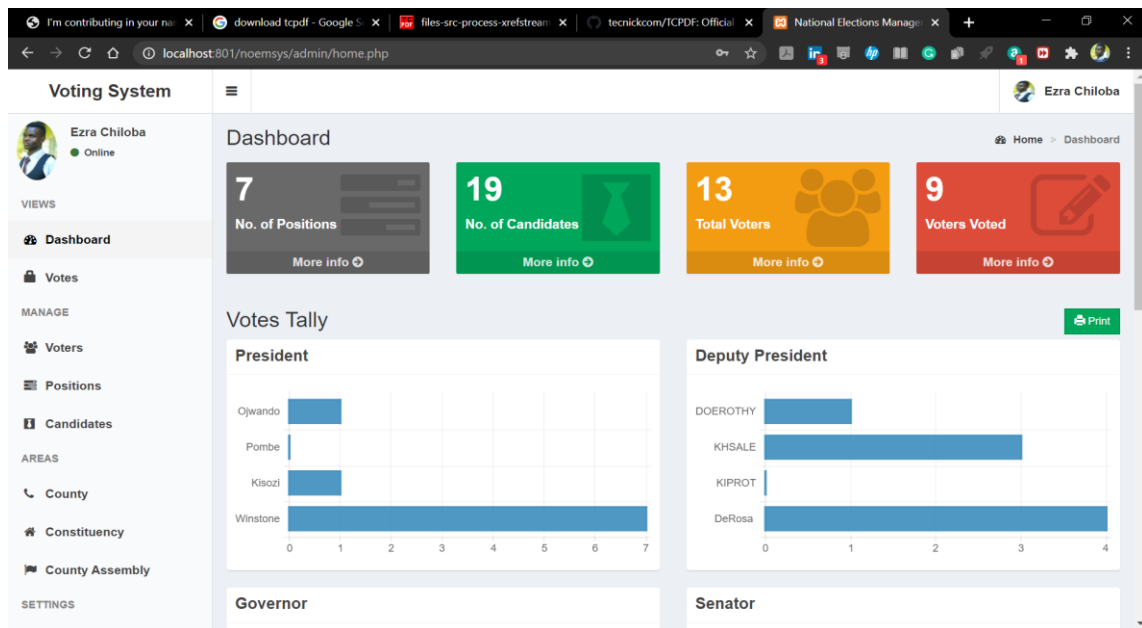 I'm contributing in your na
download tcpdf - Google S
files-src-process-xrefstream
tecnickcom/TCPDF: Official
National Elections Manage
localhost:801/noemsys/admin/home.php
Voting System
Ezra Chiloba
Ezra Chiloba
Online
VIEWS
Dashboard
Votes
MANAGE
Voters
Positions
Candidates
AREAS
County
Constituency
County Assembly
SETTINGS
Dashboard
Home > Dashboard
7
No. of Positions
More info
19
No. of Candidates
More info
13
Total Voters
More info
9
Voters Voted
More info
Votes Tally
Print
President
Ojwando
Pombe
Kisozi
Winstone
0 1 2 3 4 5 6 7
Deputy President
DOEROTHY
KHSALE
KIPROT
DeRosa
0 1 2 3 4
Governor
Senator